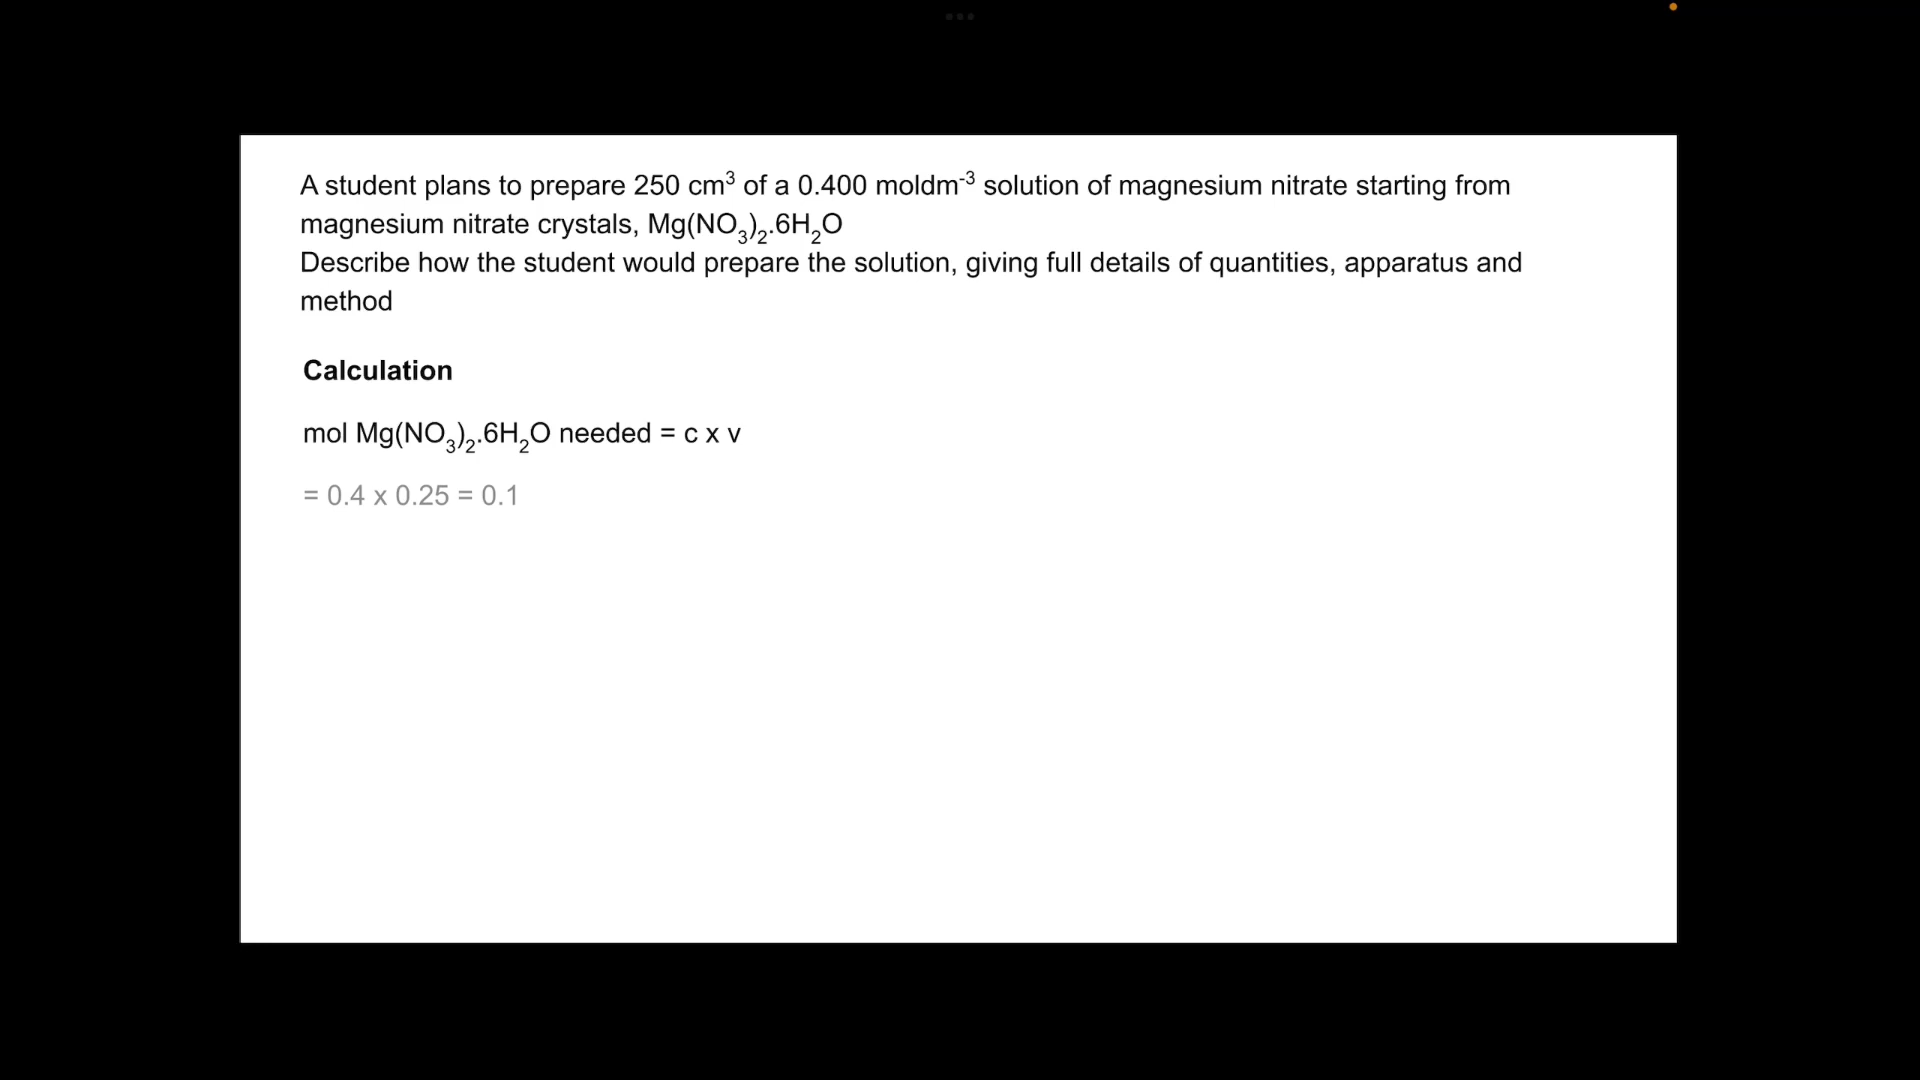 A student plans to prepare 250 cm³ of a 0.400 moldm⁻³ solution of magnesium nitrate starting from
magnesium nitrate crystals, Mg(NO₃)₂.6H₂O
Describe how the student would prepare the solution, giving full details of quantities, apparatus and
method
Calculation
mol Mg(NO₃)₂.6H₂O needed = c x v
= 0.4 x 0.25 = 0.1